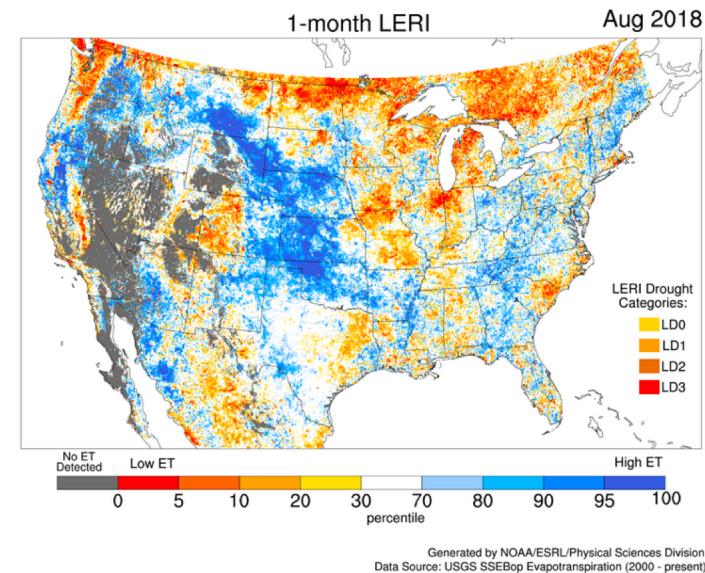 1-month LERI
Aug 2018
LERI Drought
Categories:
LD0
LD1
LD2
LD3
No ET
Detected
Low ET
High ET
0 5 10 20 30 70 80 90 95 100
percentile
Generated by NOAA/ESRL/Physical Sciences Division
Data Source: USGS SSEBop Evapotranspiration (2000 - present)